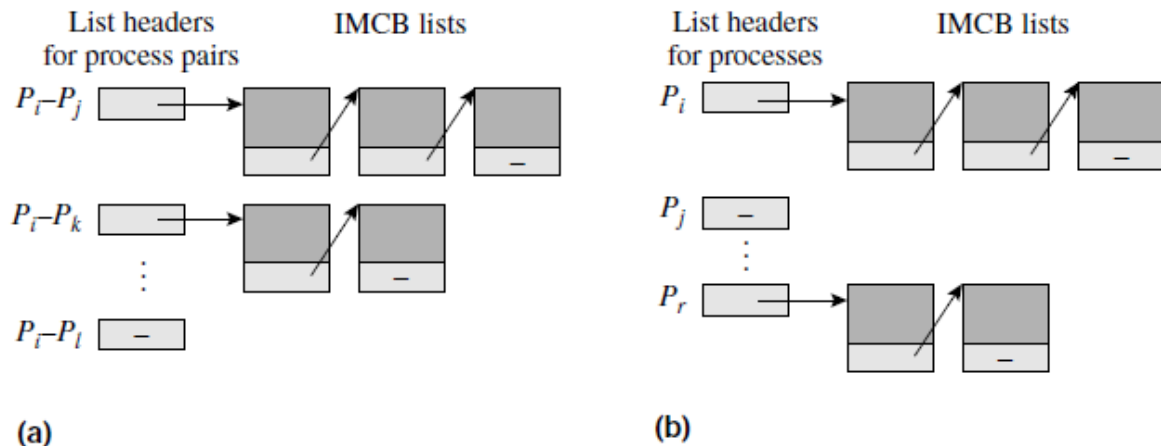 List headers
for process pairs
IMCB lists
Pi–Pj
–
Pi–Pk
–
⋮
Pi–Pl
–
(a)
List headers
for processes
IMCB lists
Pi
–
Pj
–
⋮
Pr
–
(b)